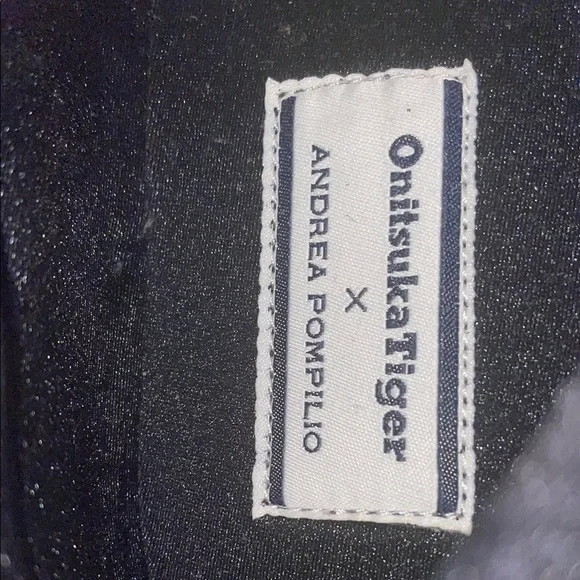 OnitsukaTiger
×
ANDREA POMPILIO